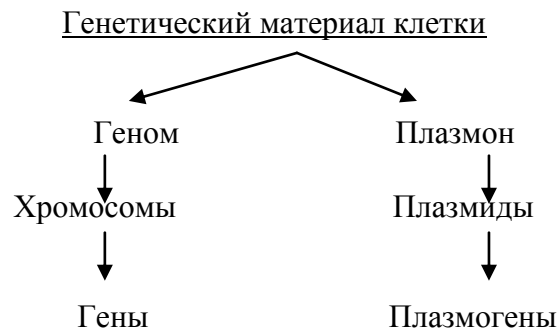 Генетический материал клетки
Геном Плазмон
Хромосомы Плазмиды
Гены Плазмогены